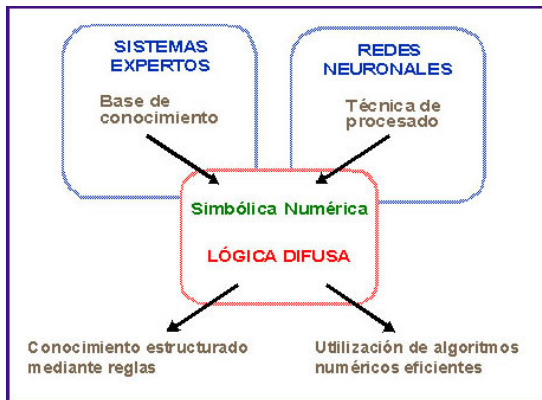 SISTEMAS
EXPERTOS
Base de
conocimiento
REDES
NEURONALES
Técnica de
procesado
Simbólica Numérica
LÓGICA DIFUSA
Conocimiento estructurado
mediante reglas
Utilización de algoritmos
numéricos eficientes